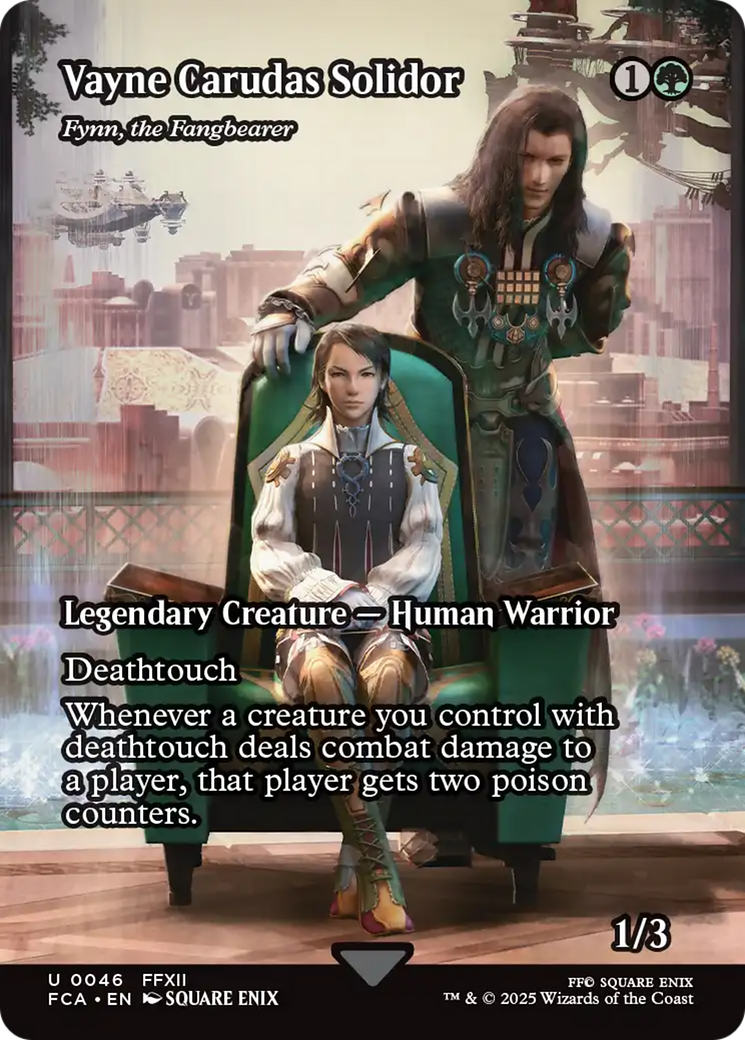 Vayne Carudas Solidor 1
Fynn, the Fangbearer
Legendary Creature — Human Warrior
Deathtouch
Whenever a creature you control with
deathtouch deals combat damage to
a player, that player gets two poison
counters.
1/3
U 0046 FFXII
FCA • EN SQUARE ENIX
FF© SQUARE ENIX
™ & © 2025 Wizards of the Coast